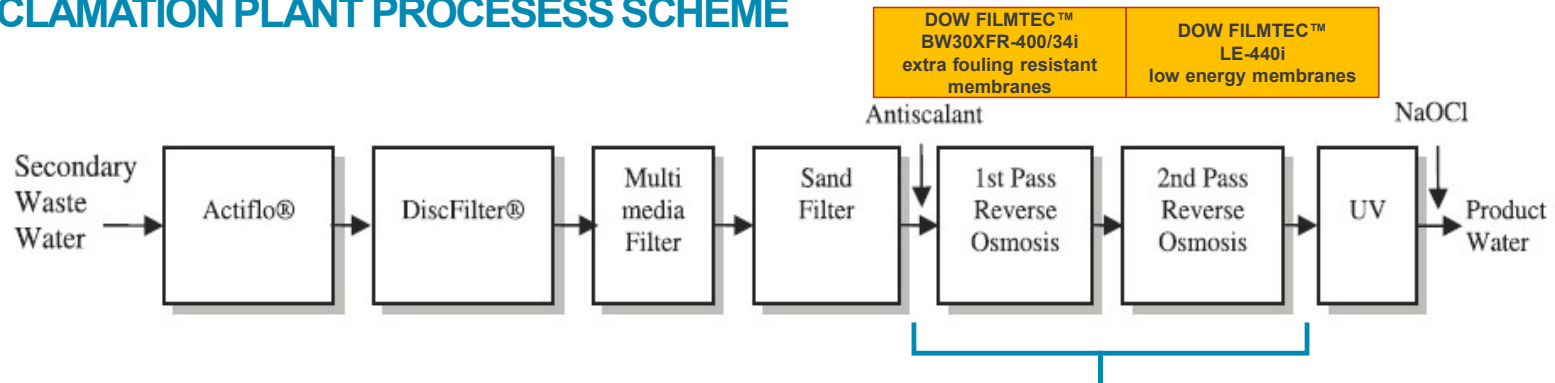 CLAMATION PLANT PROCESESS SCHEME
DOW FILMTEC™
BW30XFR-400/34i
extra fouling resistant
membranes
DOW FILMTEC™
LE-440i
low energy membranes
Antiscalant
NaOCl
Secondary
Waste
Water
Actiflo®
DiscFilter®
Multi
media
Filter
Sand
Filter
1st Pass
Reverse
Osmosis
2nd Pass
Reverse
Osmosis
UV
Product
Water